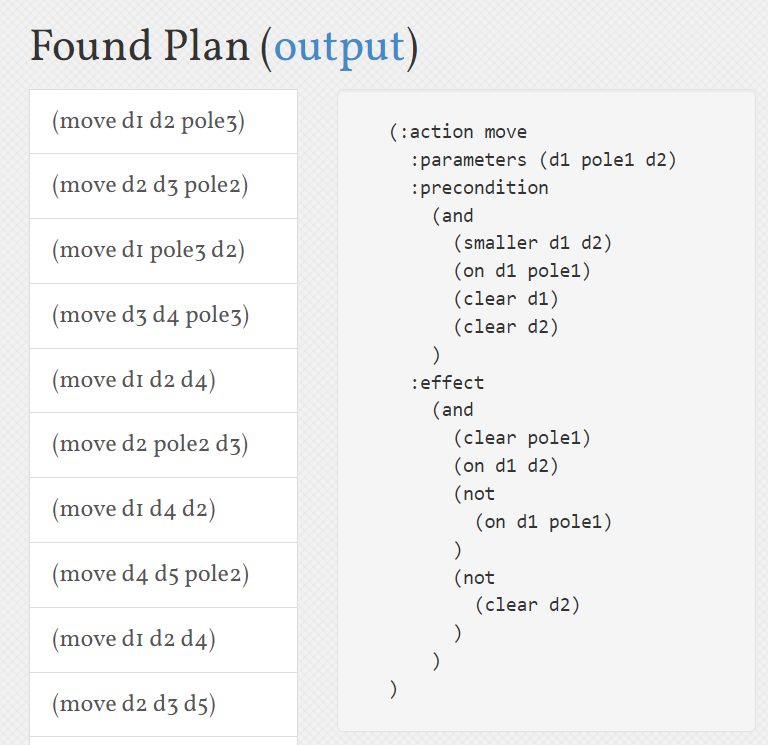 Found Plan (output)
(move d1 d2 pole3)
(move d2 d3 pole2)
(move d1 pole3 d2)
(move d3 d4 pole3)
(move d1 d2 d4)
(move d2 pole2 d3)
(move d1 d4 d2)
(move d4 d5 pole2)
(move d1 d2 d4)
(move d2 d3 d5)
(:action move
  :parameters (d1 pole1 d2)
  :precondition
    (and
      (smaller d1 d2)
      (on d1 pole1)
      (clear d1)
      (clear d2)
    )
  :effect
    (and
      (clear pole1)
      (on d1 d2)
      (not
        (on d1 pole1)
      )
      (not
        (clear d2)
      )
    )
)